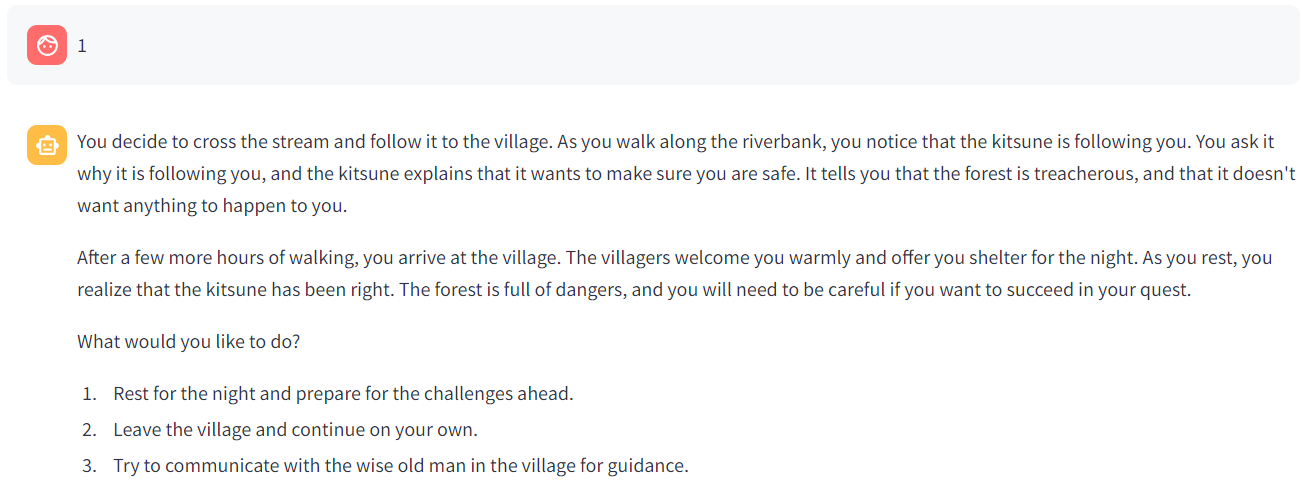 1
You decide to cross the stream and follow it to the village. As you walk along the riverbank, you notice that the kitsune is following you. You ask it
why it is following you, and the kitsune explains that it wants to make sure you are safe. It tells you that the forest is treacherous, and that it doesn't
want anything to happen to you.
After a few more hours of walking, you arrive at the village. The villagers welcome you warmly and offer you shelter for the night. As you rest, you
realize that the kitsune has been right. The forest is full of dangers, and you will need to be careful if you want to succeed in your quest.
What would you like to do?
1. Rest for the night and prepare for the challenges ahead.
2. Leave the village and continue on your own.
3. Try to communicate with the wise old man in the village for guidance.